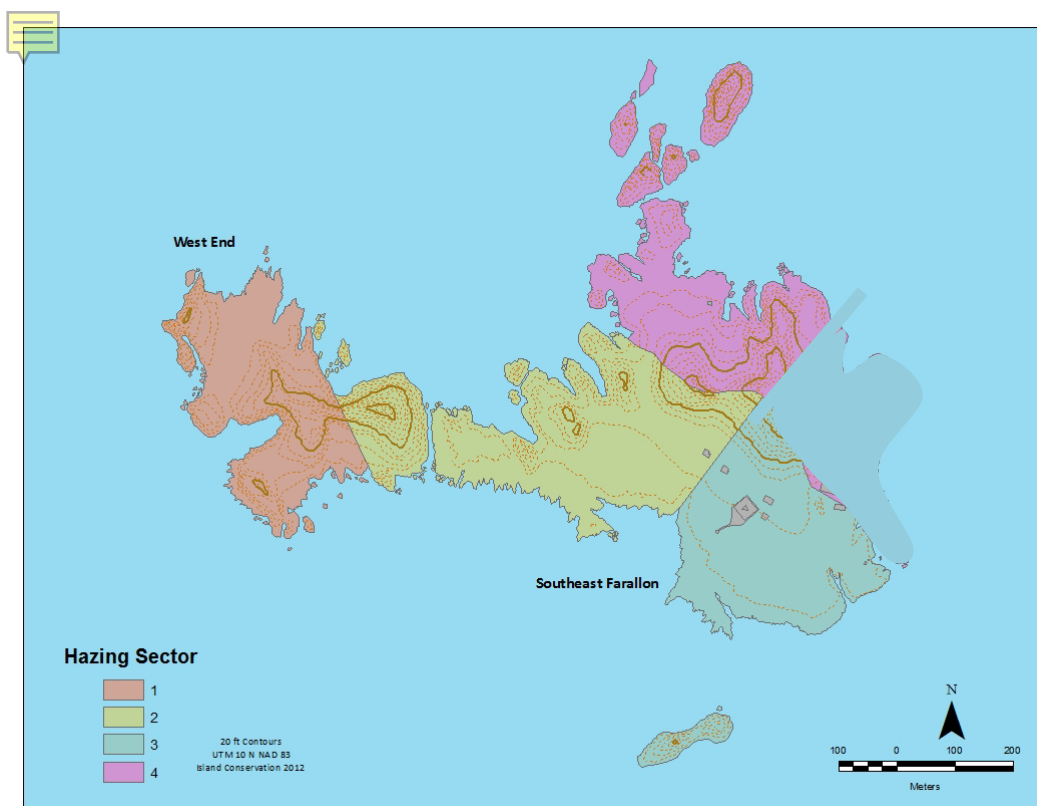 West End
Southeast Farallon
Hazing Sector
1
2
3
4
20 ft Contours
UTM 10 N NAD 83
Island Conservation 2012
N
100 0 100 200
Meters